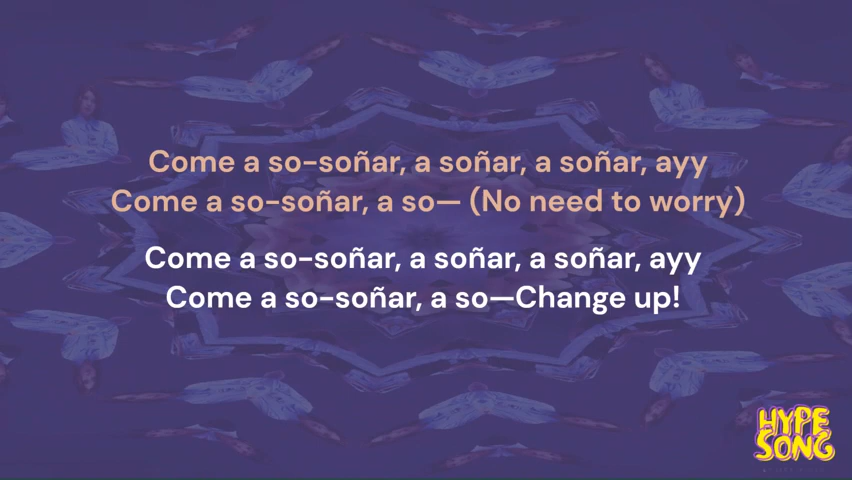 Come a so-soñar, a soñar, a soñar, ayy
Come a so-soñar, a so— (No need to worry)
Come a so-soñar, a soñar, a soñar, ayy
Come a so-soñar, a so—Change up!
HYPE
SONG